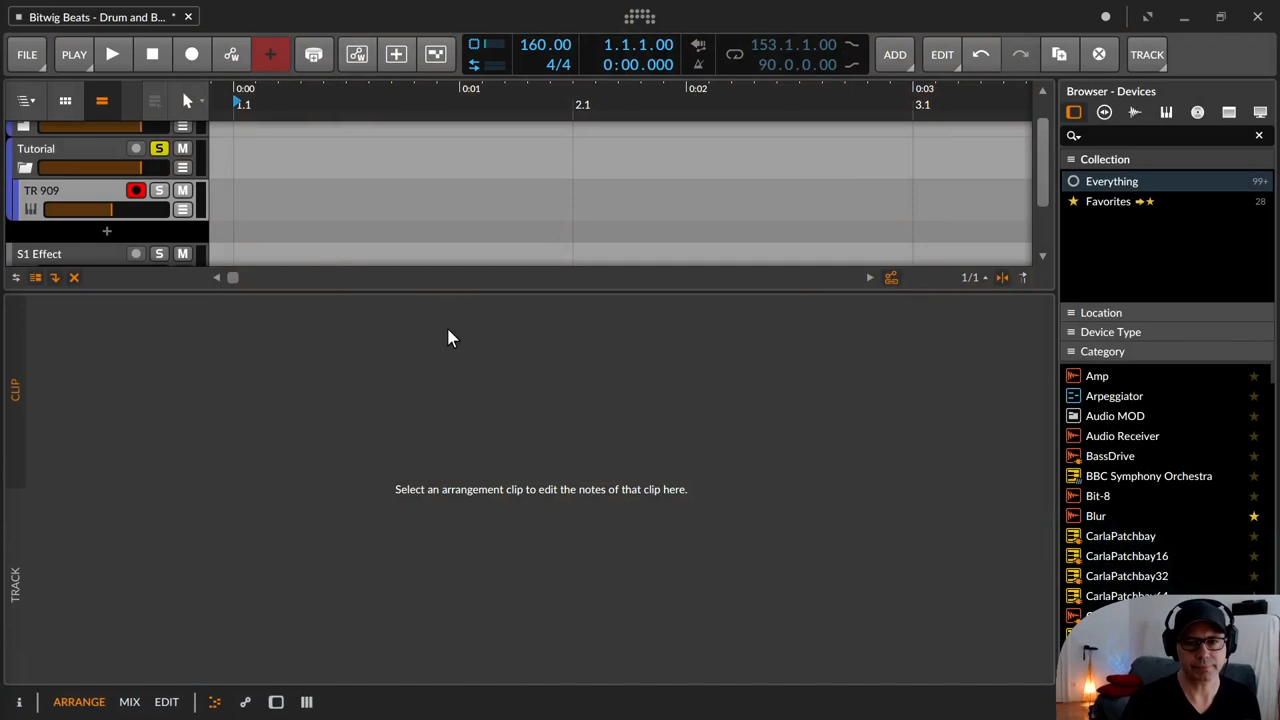 Bitwig Beats - Drum and B... *
FILE PLAY 160.00 4/4 1.1.1.00 0:00.000 153.1.1.00 90.0.0.00 ADD EDIT TRACK
0:00 0:01 0:02 0:03
1.1 2.1 3.1
Tutorial S M
TR 909 S M
S1 Effect S M
1/1
CLIP
Select an arrangement clip to edit the notes of that clip here.
TRACK
ARRANGE MIX EDIT
Browser - Devices
Collection
Everything 99+
Favorites 28
Location
Device Type
Category
Amp
Arpeggiator
Audio MOD
Audio Receiver
BassDrive
BBC Symphony Orchestra
Bit-8
Blur
CarlaPatchbay
CarlaPatchbay16
CarlaPatchbay32